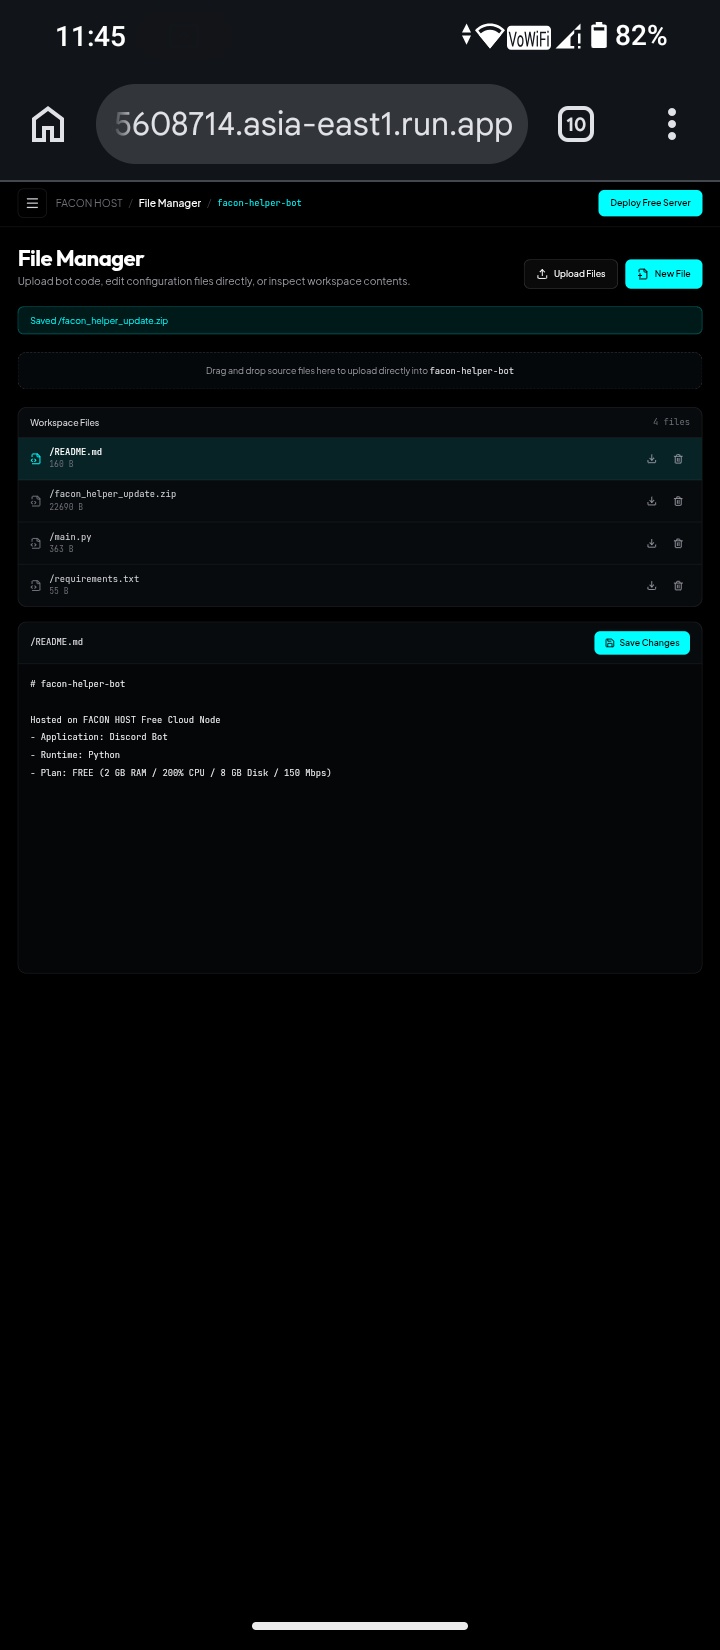 11:45
VoWiFi
82%
5608714.asia-east1.run.app
10
FACON HOST / File Manager / facon-helper-bot
Deploy Free Server
File Manager
Upload bot code, edit configuration files directly, or inspect workspace contents.
Upload Files
New File
Saved /facon_helper_update.zip
Drag and drop source files here to upload directly into facon-helper-bot
Workspace Files
4 files
/README.md
160 B
/facon_helper_update.zip
22690 B
/main.py
363 B
/requirements.txt
55 B
/README.md
Save Changes
# facon-helper-bot
Hosted on FACON HOST Free Cloud Node
- Application: Discord Bot
- Runtime: Python
- Plan: FREE (2 GB RAM / 200% CPU / 8 GB Disk / 150 Mbps)